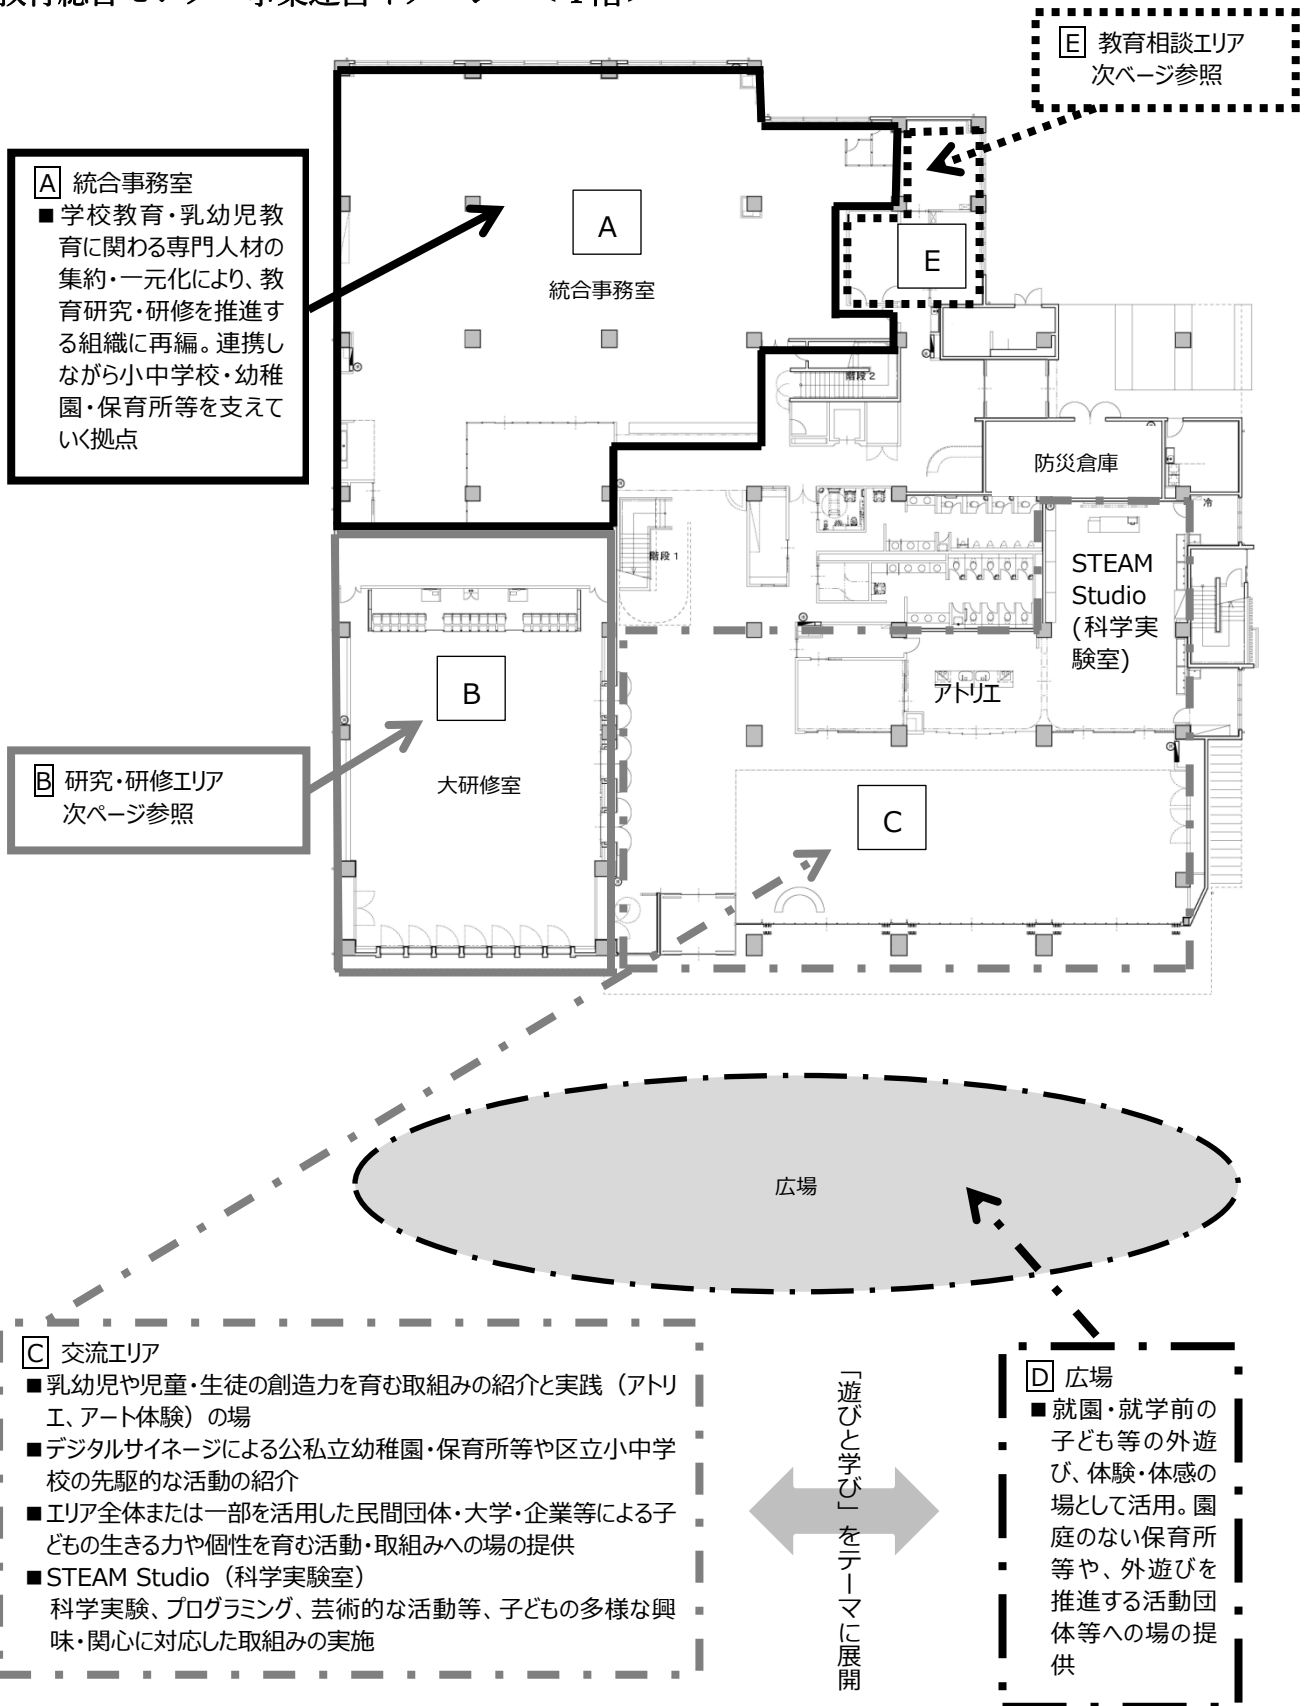 E 教育相談エリア
次ページ参照
A 統合事務室
■学校教育・乳幼児教
育に関わる専門人材の
集約・一元化により、教
育研究・研修を推進す
る組織に再編。連携し
ながら小中学校・幼稚
園・保育所等を支えて
いく拠点
A
統合事務室
E
階段2
防災倉庫
冷
階段1
STEAM
Studio
(科学実
験室)
アトリエ
B
大研修室
B 研究・研修エリア
次ページ参照
C
広場
C 交流エリア
■乳幼児や児童・生徒の創造力を育む取組みの紹介と実践（アトリ
エ、アート体験）の場
■デジタルサイネージによる公私立幼稚園・保育所等や区立小中学
校の先駆的な活動の紹介
■エリア全体または一部を活用した民間団体・大学・企業等による子
どもの生きる力や個性を育む活動・取組みへの場の提供
■STEAM Studio（科学実験室）
科学実験、プログラミング、芸術的な活動等、子どもの多様な興
味・関心に対応した取組みの実施
「遊びと学び」をテーマに展開
D 広場
■就園・就学前の
子ども等の外遊
び、体験・体感の
場として活用。園
庭のない保育所
等や、外遊びを
推進する活動団
体等への場の提
供